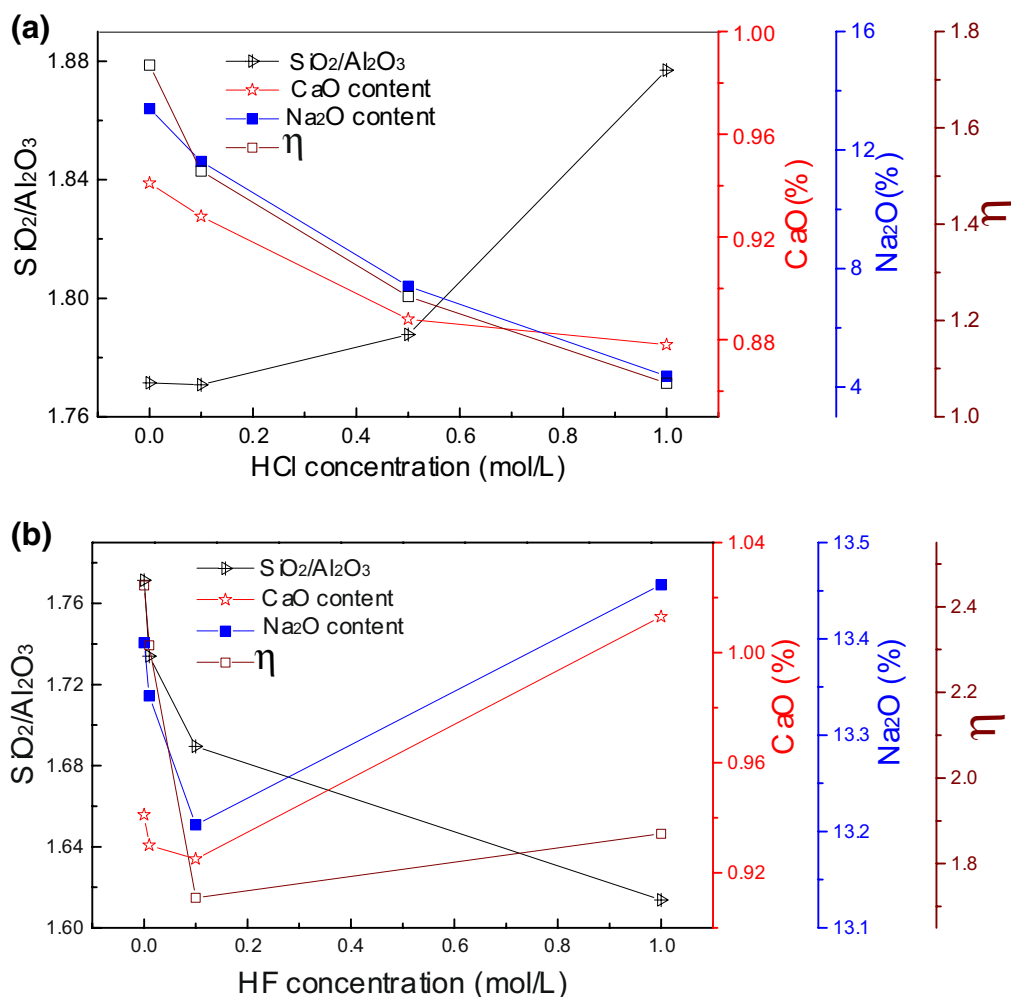 (a)
SiO₂/Al₂O₃
CaO content
Na₂O content
η
1.88
1.84
1.80
1.76
SiO₂/Al₂O₃
0.0 0.2 0.4 0.6 0.8 1.0
HCl concentration (mol/L)
1.00
0.96
0.92
0.88
CaO(%)
16
12
8
4
Na₂O(%)
1.8
1.6
1.4
1.2
1.0
η
(b)
SiO₂/Al₂O₃
CaO content
Na₂O content
η
1.76
1.72
1.68
1.64
1.60
SiO₂/Al₂O₃
0.0 0.2 0.4 0.6 0.8 1.0
HF concentration (mol/L)
1.04
1.00
0.96
0.92
CaO (%)
13.5
13.4
13.3
13.2
13.1
Na₂O (%)
2.4
2.2
2.0
1.8
η